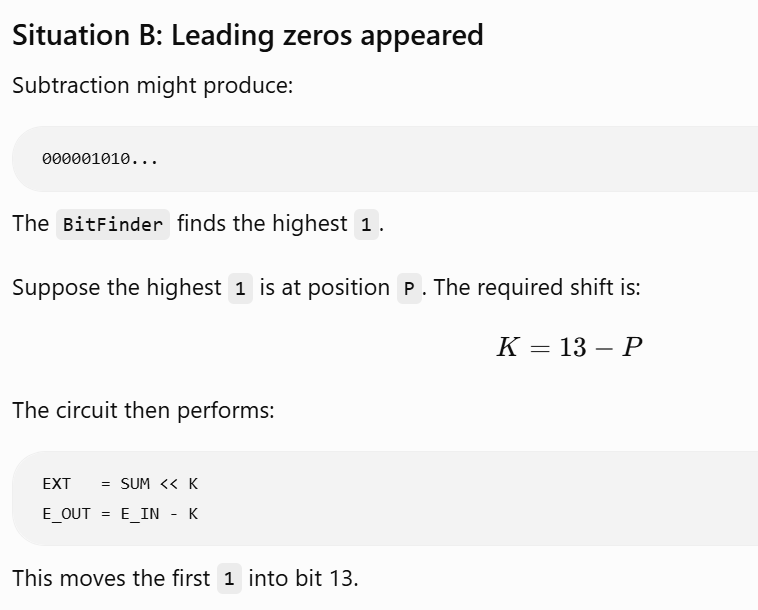 Situation B: Leading zeros appeared
Subtraction might produce:
000001010...
The BitFinder finds the highest 1.
Suppose the highest 1 is at position P. The required shift is:
K = 13 − P
The circuit then performs:
EXT   = SUM << K
E_OUT = E_IN - K
This moves the first 1 into bit 13.